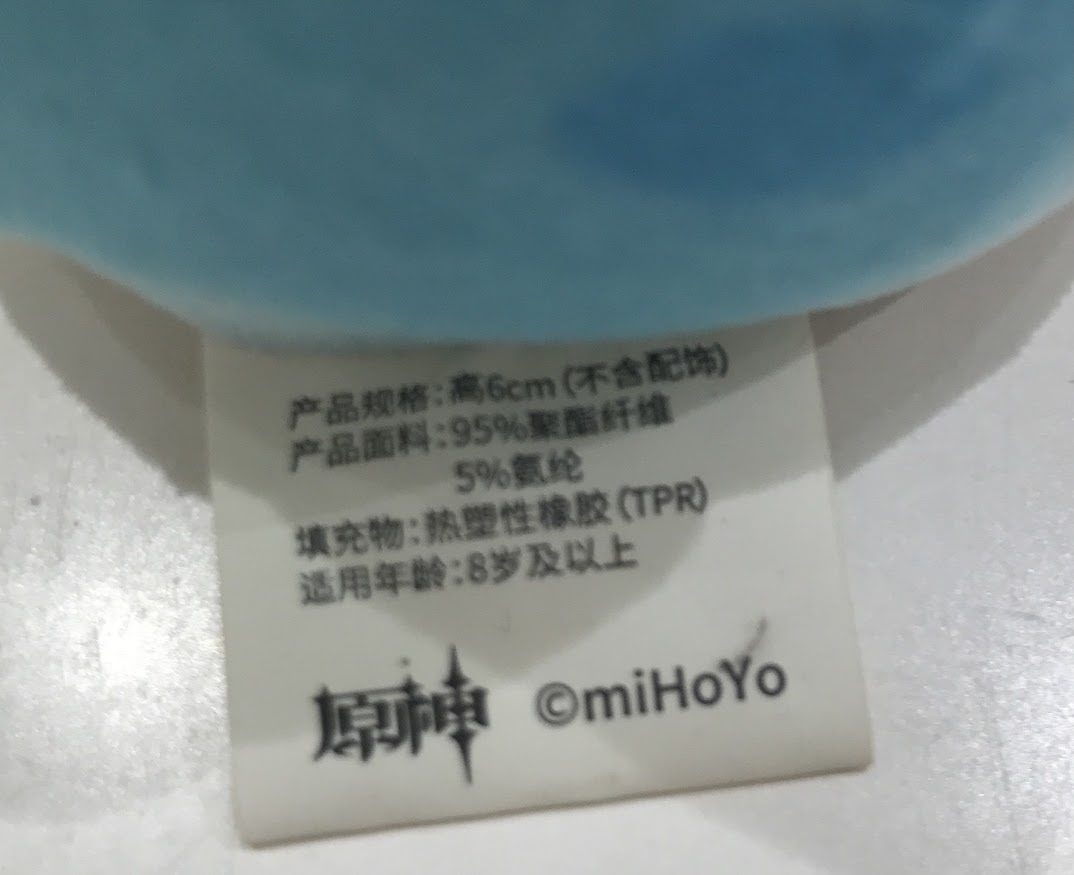 产品规格:高6cm(不含配饰)
产品面料:95%聚酯纤维
5%氨纶
填充物:热塑性橡胶(TPR)
适用年龄:8岁及以上
原神 ©miHoYo